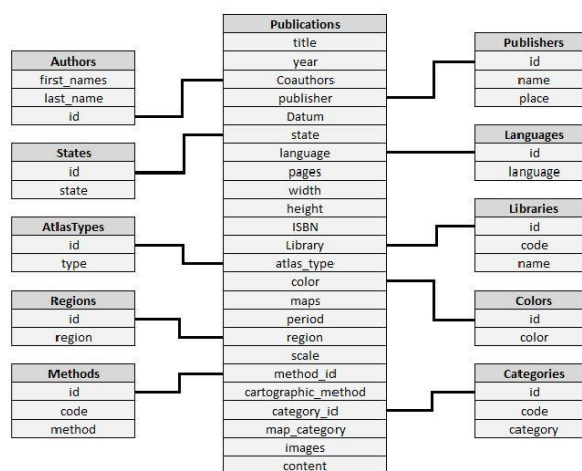 Authors
first_names
last_name
id
States
id
state
AtlasTypes
id
type
Regions
id
region
Methods
id
code
method
Publications
title
year
Coauthors
publisher
Datum
state
language
pages
width
height
ISBN
Library
atlas_type
color
maps
period
region
scale
method_id
cartographic_method
category_id
map_category
images
content
Publishers
id
name
place
Languages
id
language
Libraries
id
code
name
Colors
id
color
Categories
id
code
category